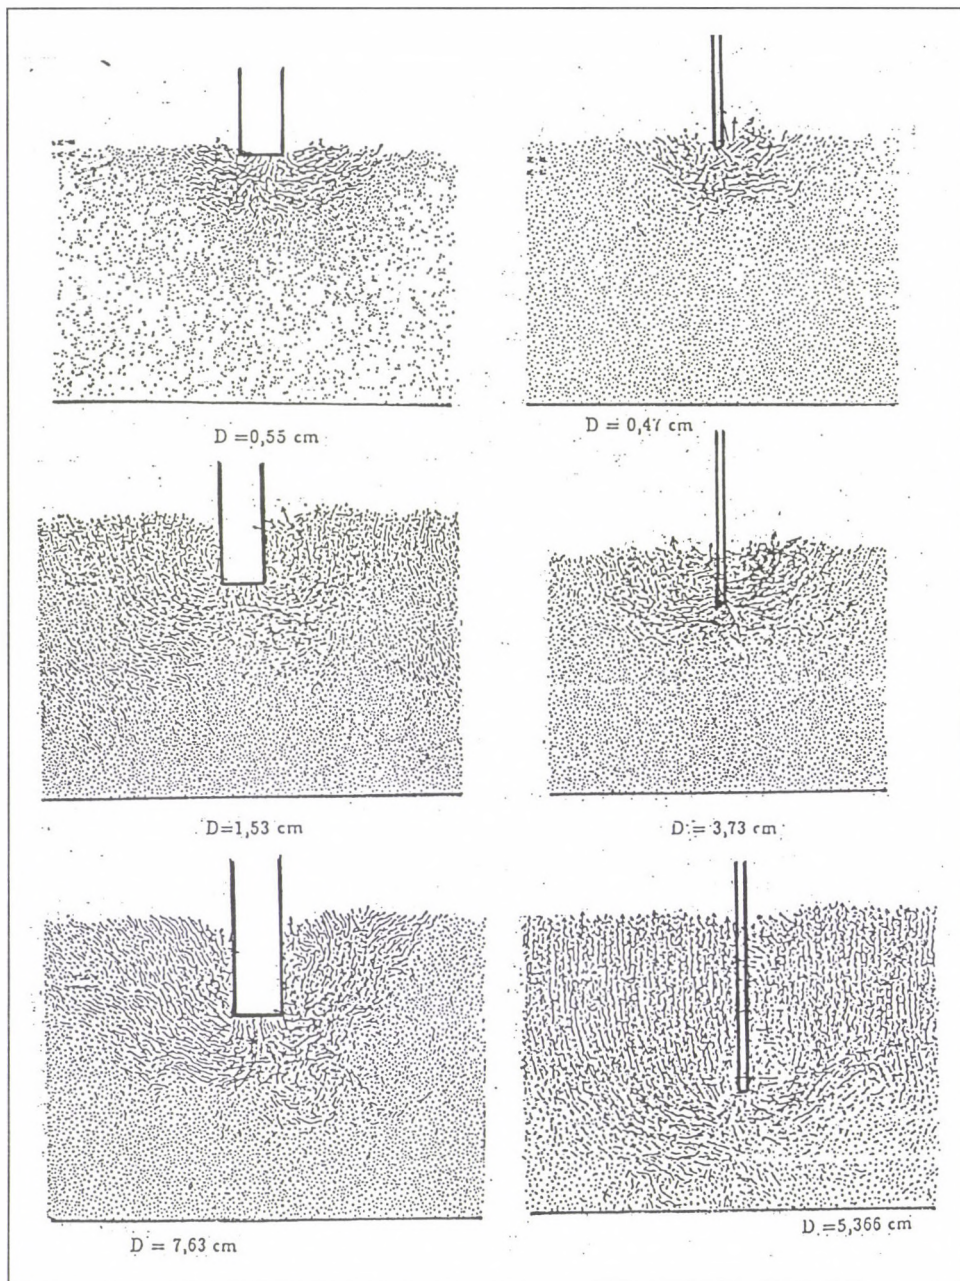 D =0,55 cm
D = 0,47 cm
D=1,53 cm
D = 3,73 cm
D = 7,63 cm
D =5,366 cm